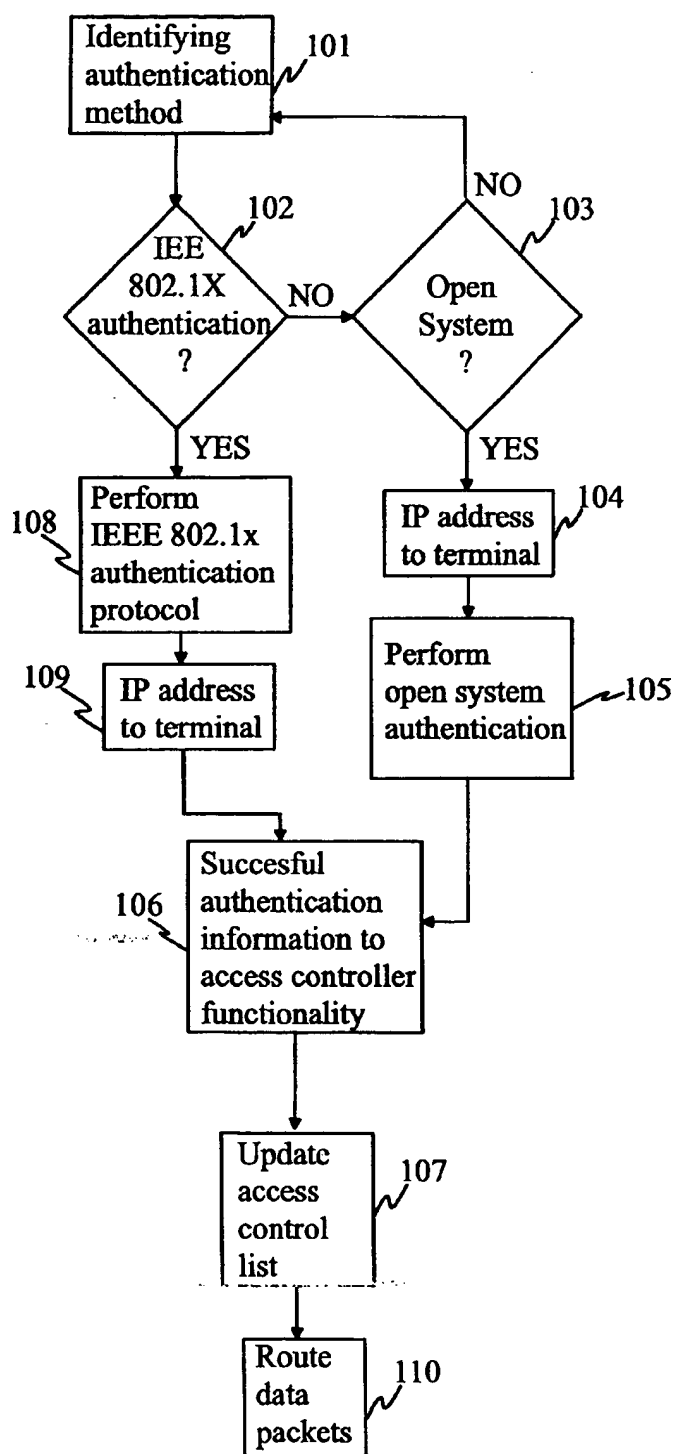 Identifying
authentication
method
101
NO
102
103
IEE
802.1X
authentication
?
NO
Open
System
?
YES
YES
108
Perform
IEEE 802.1x
authentication
protocol
104
IP address
to terminal
109
IP address
to terminal
Perform
open system
authentication
105
106
Succesful
authentication
information to
access controller
functionality
Update
access
control
list
107
Route
data
packets
110